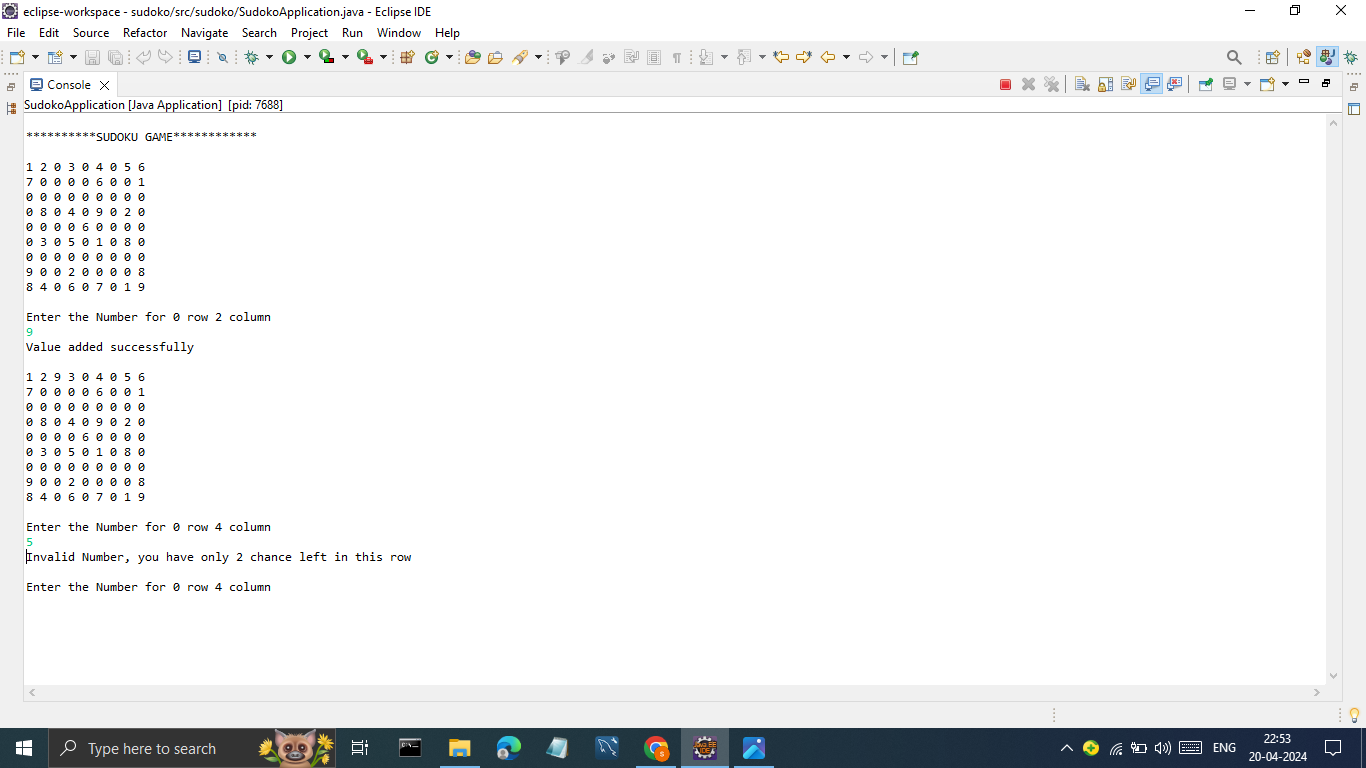 eclipse-workspace - sudoko/src/sudoko/SudokoApplication.java - Eclipse IDE
File Edit Source Refactor Navigate Search Project Run Window Help
Console
SudokoApplication [Java Application] [pid: 7688]
**********SUDOKU GAME************
1 2 0 3 0 4 0 5 6
7 0 0 0 0 6 0 0 1
0 0 0 0 0 0 0 0 0
0 8 0 4 0 9 0 2 0
0 0 0 0 6 0 0 0 0
0 3 0 5 0 1 0 8 0
0 0 0 0 0 0 0 0 0
9 0 0 2 0 0 0 0 8
8 4 0 6 0 7 0 1 9
Enter the Number for 0 row 2 column
9
Value added successfully
1 2 9 3 0 4 0 5 6
7 0 0 0 0 6 0 0 1
0 0 0 0 0 0 0 0 0
0 8 0 4 0 9 0 2 0
0 0 0 0 6 0 0 0 0
0 3 0 5 0 1 0 8 0
0 0 0 0 0 0 0 0 0
9 0 0 2 0 0 0 0 8
8 4 0 6 0 7 0 1 9
Enter the Number for 0 row 4 column
5
Invalid Number, you have only 2 chance left in this row
Enter the Number for 0 row 4 column
Type here to search
ENG
22:53
20-04-2024